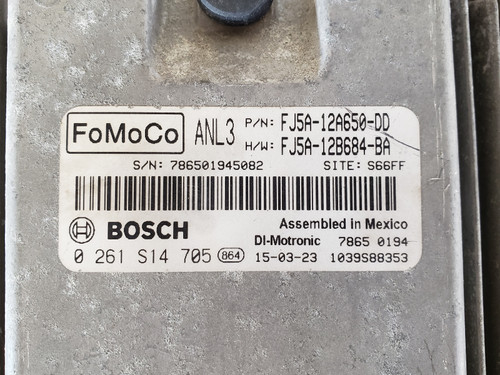 FoMoCo ANL3 P/N: FJ5A-12A650-DD
H/W: FJ5A-12B684-BA
S/N: 786501945082 SITE: S66FF
BOSCH Assembled in Mexico
DI-Motronic 7865 0194
0 261 S14 705 864 15-03-23 1039S88353